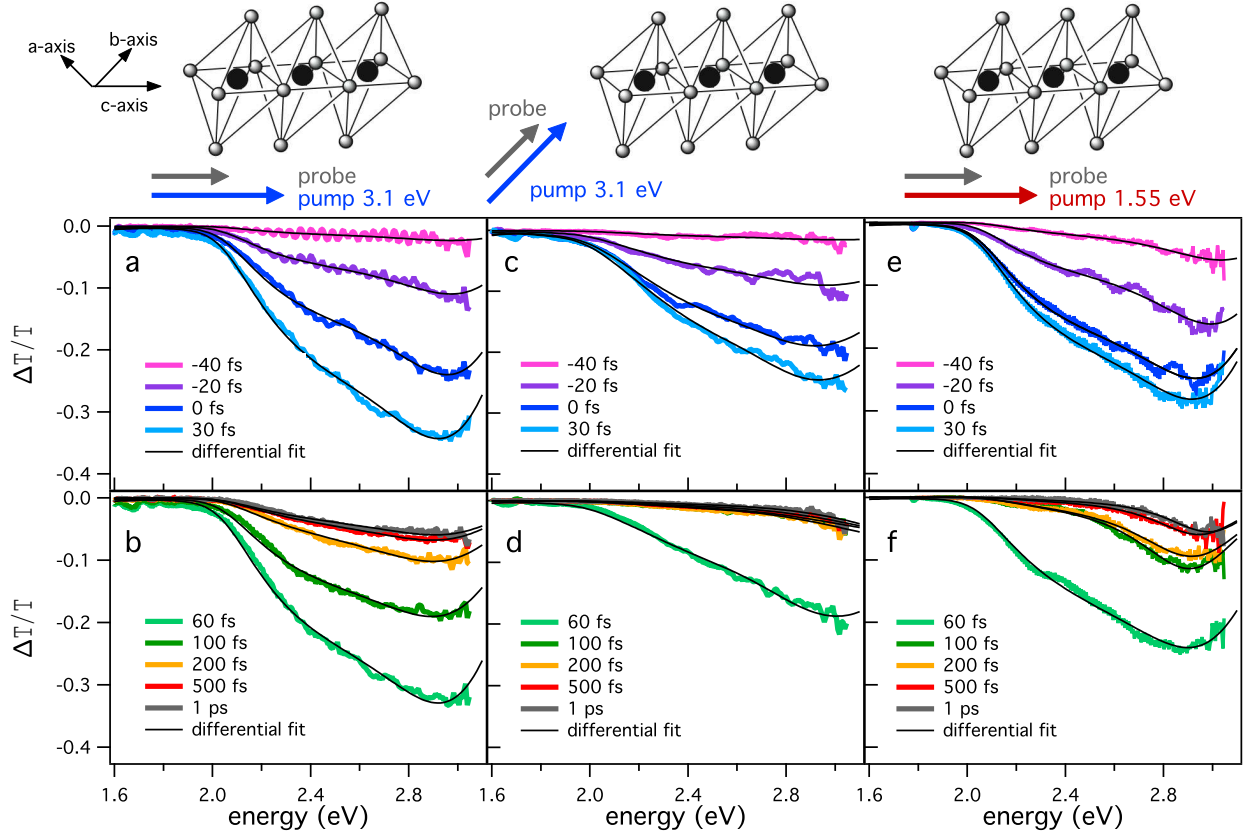 a-axis
b-axis
c-axis
probe
pump 3.1 eV
probe
pump 3.1 eV
probe
pump 1.55 eV
0.0
-0.1
-0.2
-0.3
-0.4
ΔT/T
a
-40 fs
-20 fs
0 fs
30 fs
differential fit
c
-40 fs
-20 fs
0 fs
30 fs
differential fit
e
-40 fs
-20 fs
0 fs
30 fs
differential fit
0.0
-0.1
-0.2
-0.3
-0.4
ΔT/T
b
60 fs
100 fs
200 fs
500 fs
1 ps
differential fit
d
60 fs
100 fs
200 fs
500 fs
1 ps
differential fit
f
60 fs
100 fs
200 fs
500 fs
1 ps
differential fit
1.6 2.0 2.4 2.8 1.6 2.0 2.4 2.8 1.6 2.0 2.4 2.8
energy (eV) energy (eV) energy (eV)